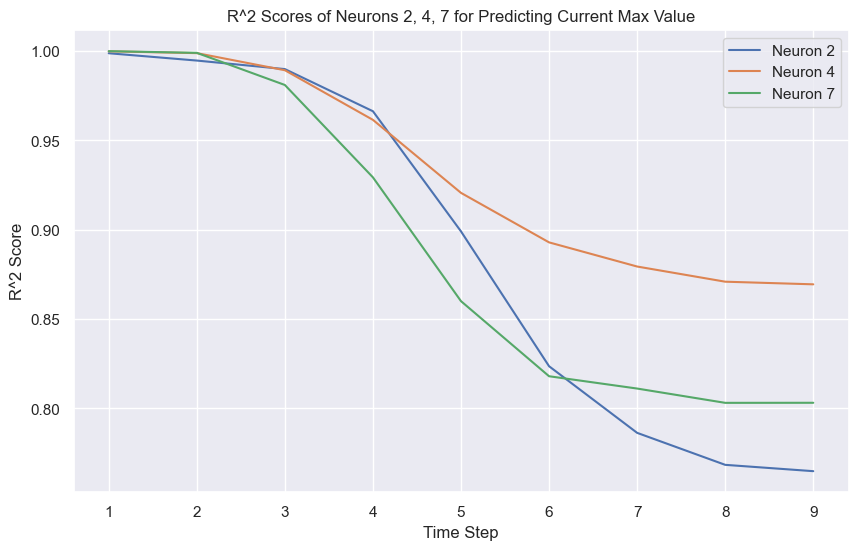 R^2 Scores of Neurons 2, 4, 7 for Predicting Current Max Value
1.00
0.95
0.90
0.85
0.80
R^2 Score
Neuron 2
Neuron 4
Neuron 7
1 2 3 4 5 6 7 8 9
Time Step